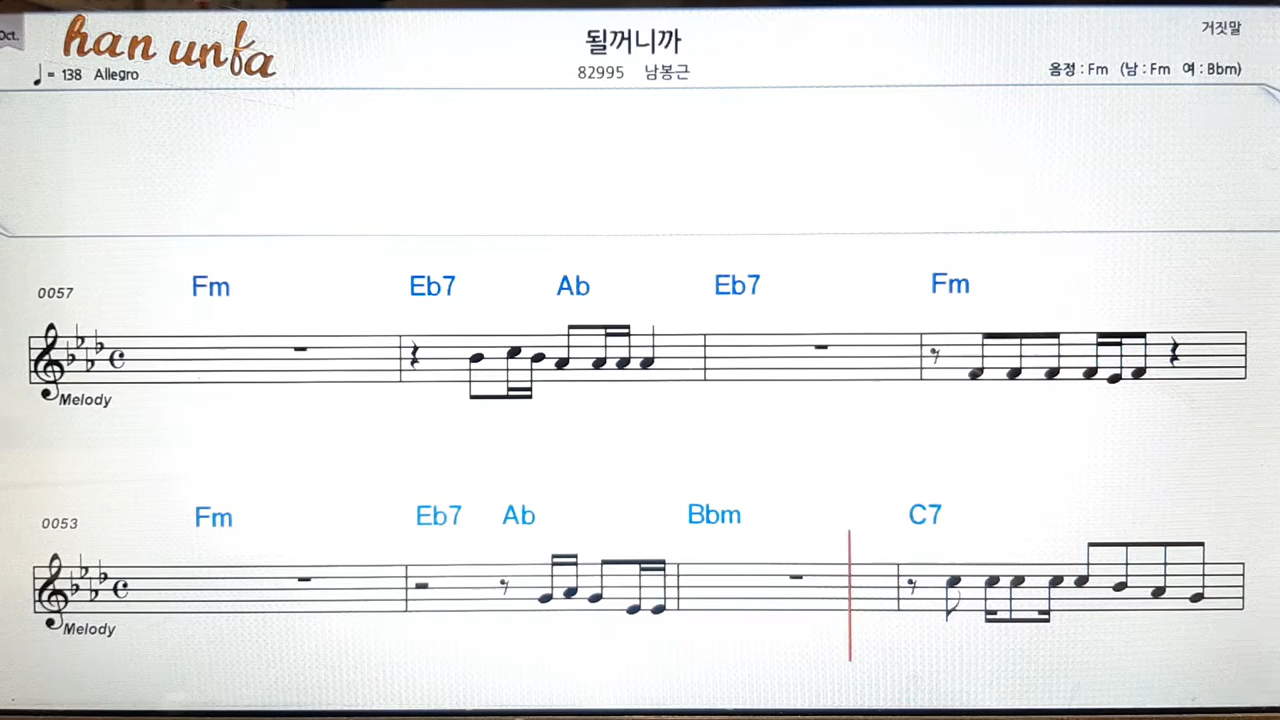 Oct.
han unfa
= 138 Allegro
될꺼니까
82995 남봉근
거짓말
음정 : Fm (남 : Fm 여 : Bbm)
0057
Fm Eb7 Ab Eb7 Fm
Melody
0053
Fm Eb7 Ab Bbm C7
Melody